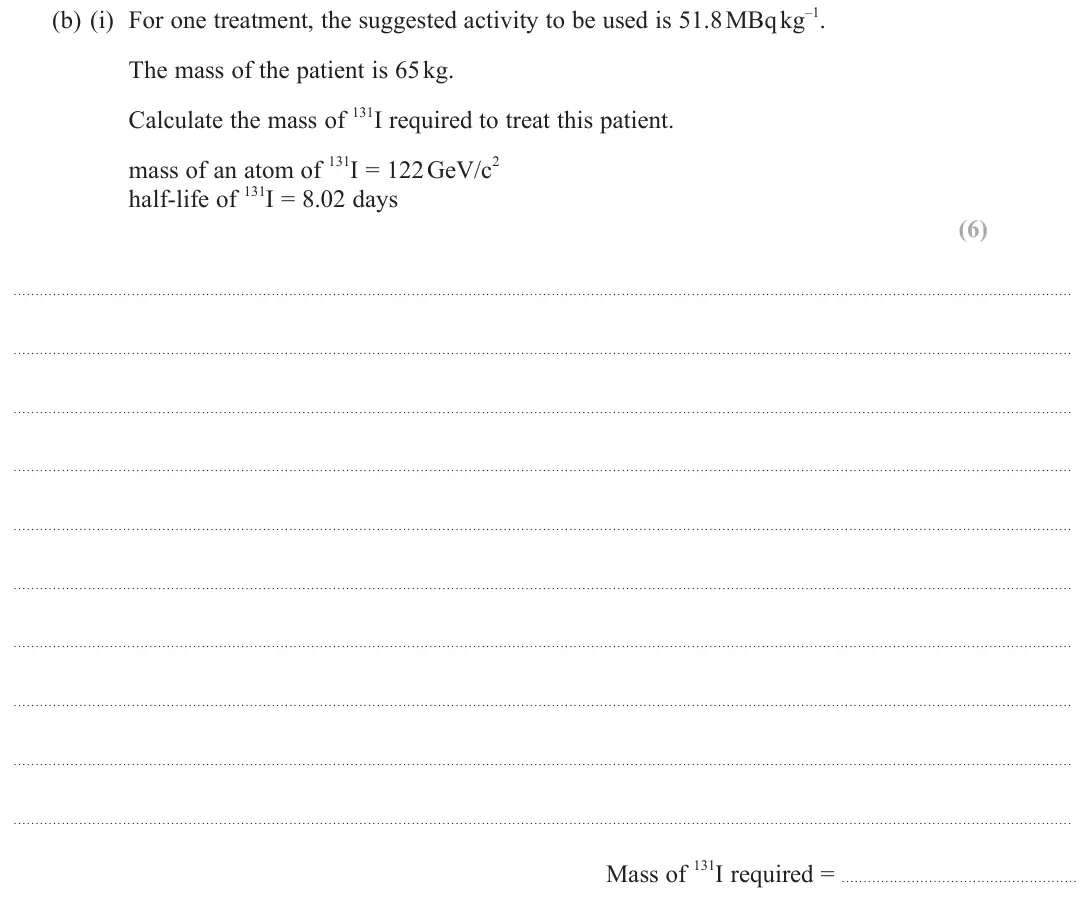 (b) (i) For one treatment, the suggested activity to be used is 51.8 MBq kg⁻¹.
The mass of the patient is 65 kg.
Calculate the mass of ¹³¹I required to treat this patient.
mass of an atom of ¹³¹I = 122 GeV/c²
half-life of ¹³¹I = 8.02 days
(6)
Mass of ¹³¹I required =